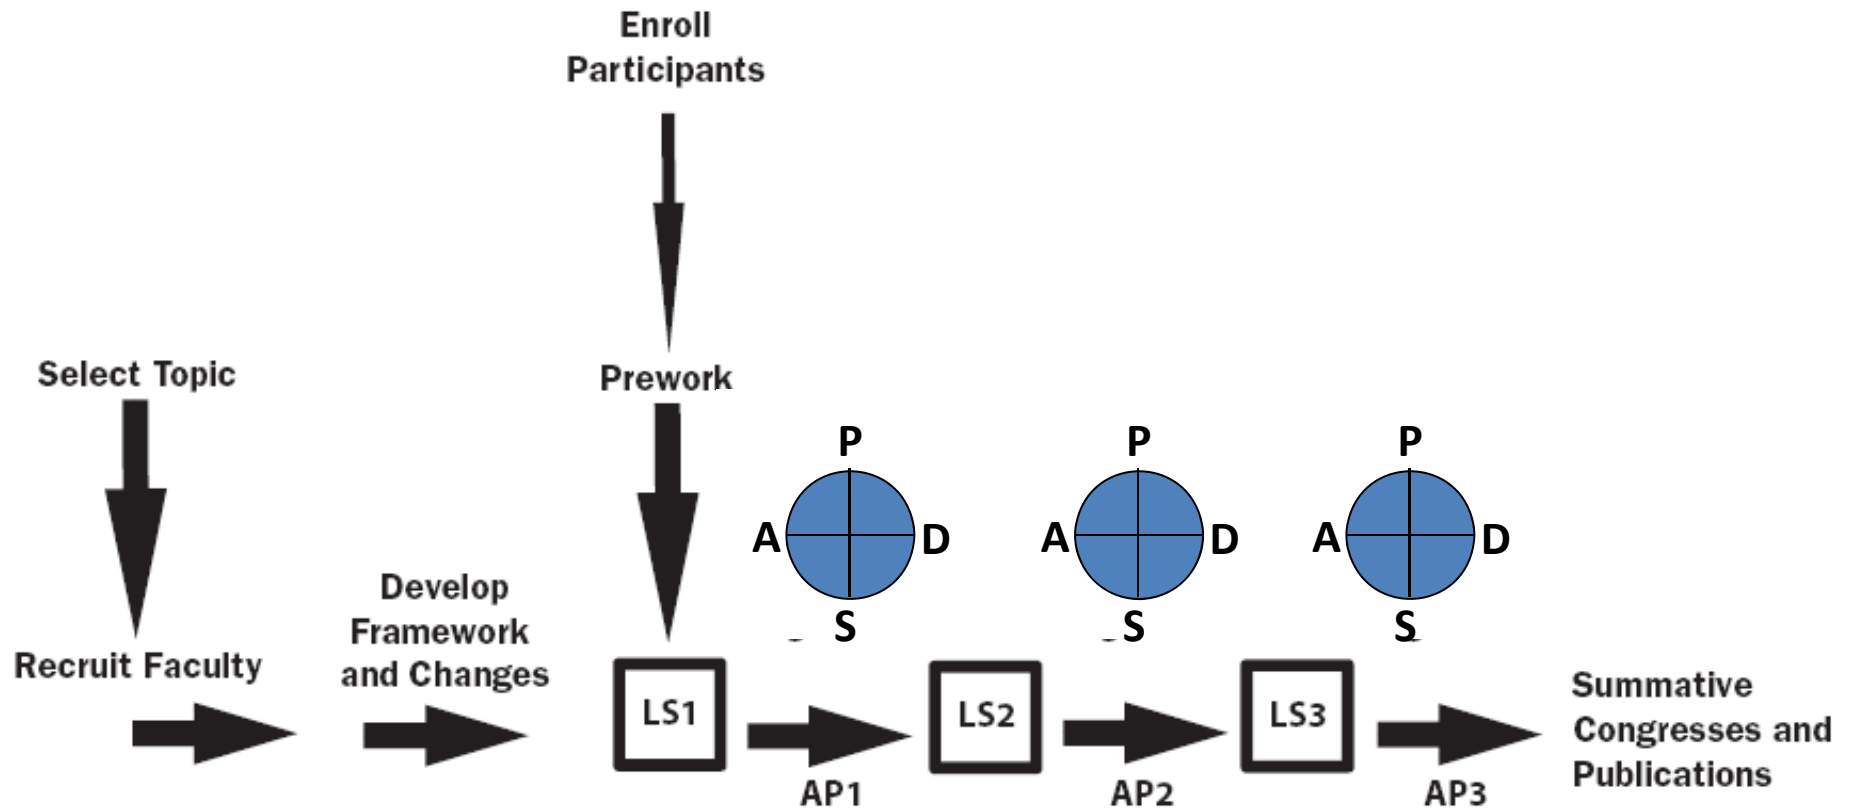 Enroll
Participants
Select Topic
Prework
P
A
D
S
P
A
D
S
P
A
D
S
Recruit Faculty
Develop
Framework
and Changes
LS1
AP1
LS2
AP2
LS3
AP3
Summative
Congresses and
Publications